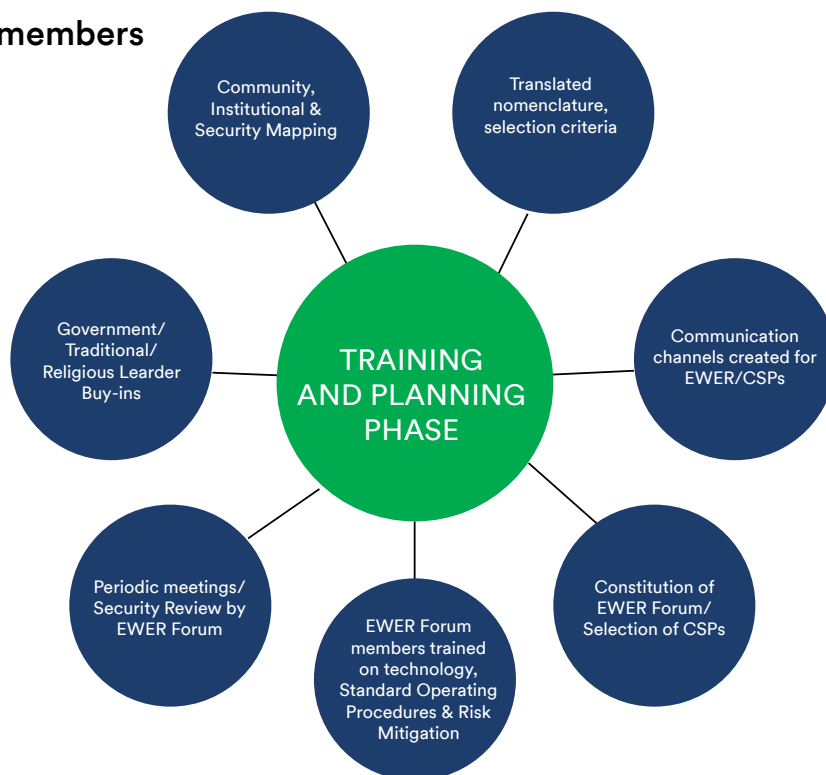 members
Community,
Institutional &
Security Mapping
Translated
nomenclature,
selection criteria
Government/
Traditional/
Religious Learder
Buy-ins
TRAINING
AND PLANNING
PHASE
Communication
channels created for
EWER/CSPs
Periodic meetings/
Security Review by
EWER Forum
EWER Forum
members trained
on technology,
Standard Operating
Procedures & Risk
Mitigation
Constitution of
EWER Forum/
Selection of CSPs